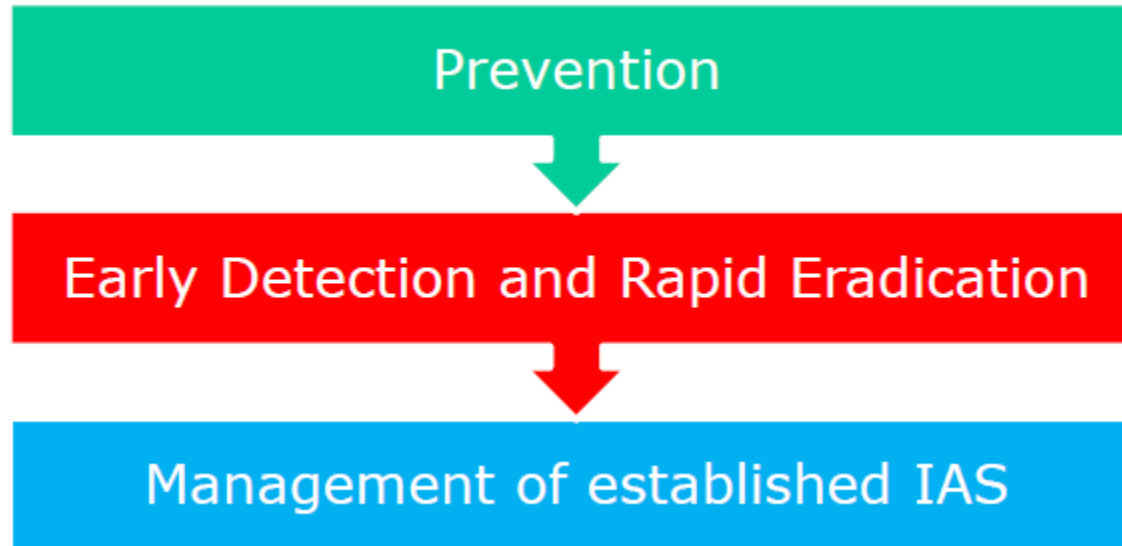 Prevention
Early Detection and Rapid Eradication
Management of established IAS